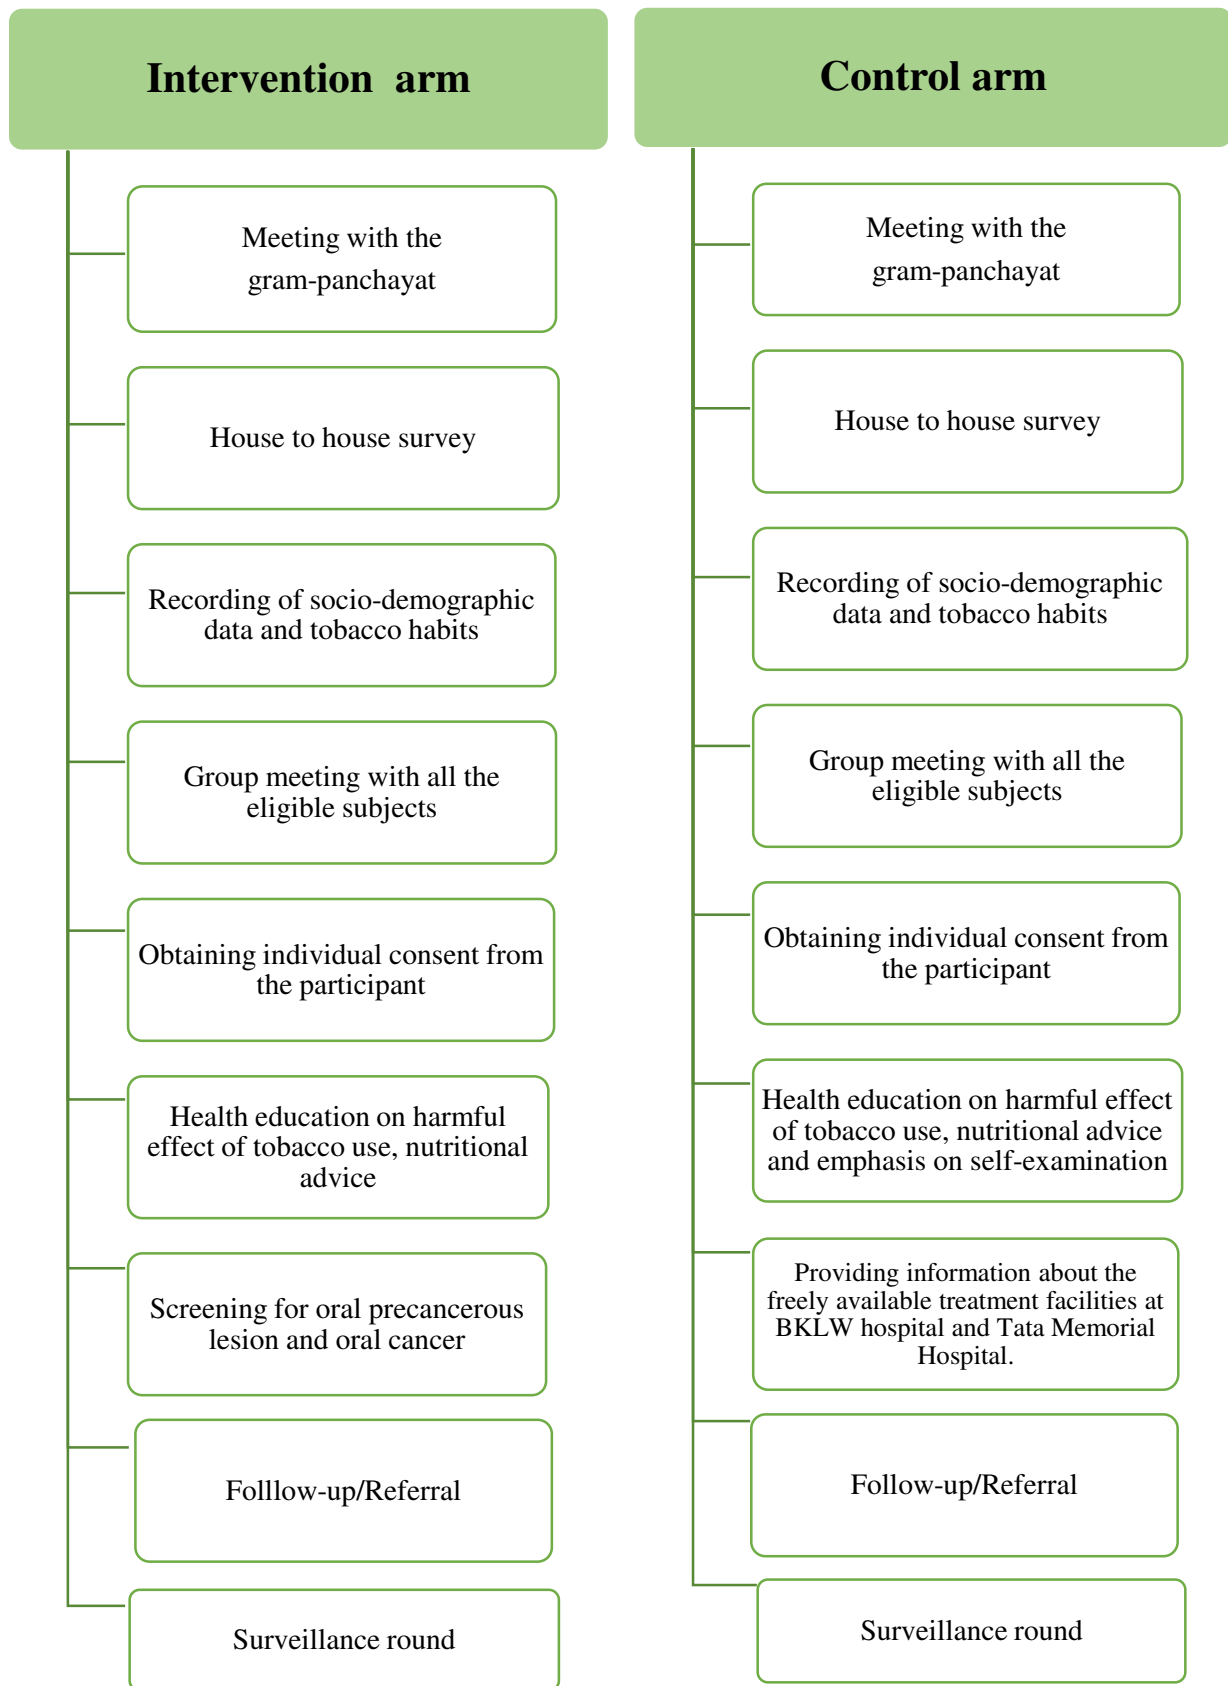 Intervention arm
Meeting with the
gram-panchayat
House to house survey
Recording of socio-demographic
data and tobacco habits
Group meeting with all the
eligible subjects
Obtaining individual consent from
the participant
Health education on harmful
effect of tobacco use, nutritional
advice
Screening for oral precancerous
lesion and oral cancer
Folllow-up/Referral
Surveillance round
Control arm
Meeting with the
gram-panchayat
House to house survey
Recording of socio-demographic
data and tobacco habits
Group meeting with all the
eligible subjects
Obtaining individual consent from
the participant
Health education on harmful effect
of tobacco use, nutritional advice
and emphasis on self-examination
Providing information about the
freely available treatment facilities at
BKLW hospital and Tata Memorial
Hospital.
Follow-up/Referral
Surveillance round